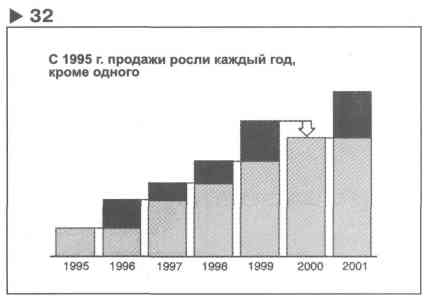 ▶ 32
С 1995 г. продажи росли каждый год,
кроме одного
1995 1996 1997 1998 1999 2000 2001